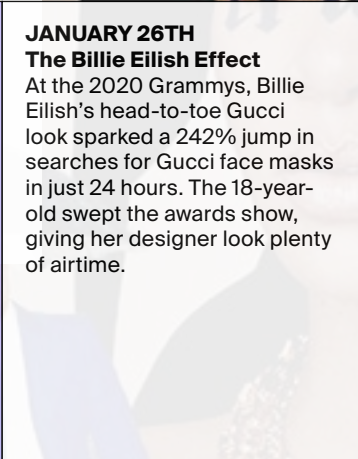 JANUARY 26TH
The Billie Eilish Effect
At the 2020 Grammys, Billie
Eilish’s head-to-toe Gucci
look sparked a 242% jump in
searches for Gucci face masks
in just 24 hours. The 18-year-
old swept the awards show,
giving her designer look plenty
of airtime.